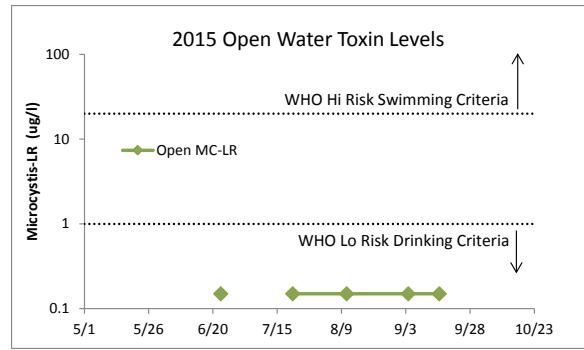 2015 Open Water Toxin Levels
100
WHO Hi Risk Swimming Criteria
10
Open MC-LR
Microcystis-LR (ug/l)
1
WHO Lo Risk Drinking Criteria
0.1
5/1 5/26 6/20 7/15 8/9 9/3 9/28 10/23